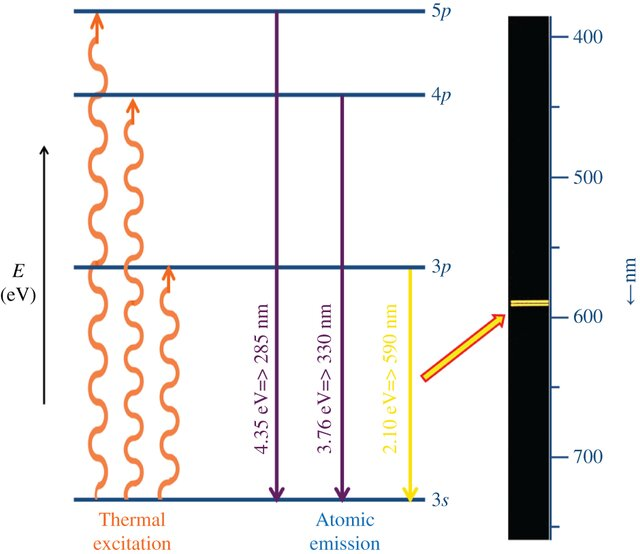 5p
4p
3p
3s
E
(eV)
4.35 eV=> 285 nm
3.76 eV=> 330 nm
2.10 eV=> 590 nm
Thermal
excitation
Atomic
emission
400
500
600
700
←nm